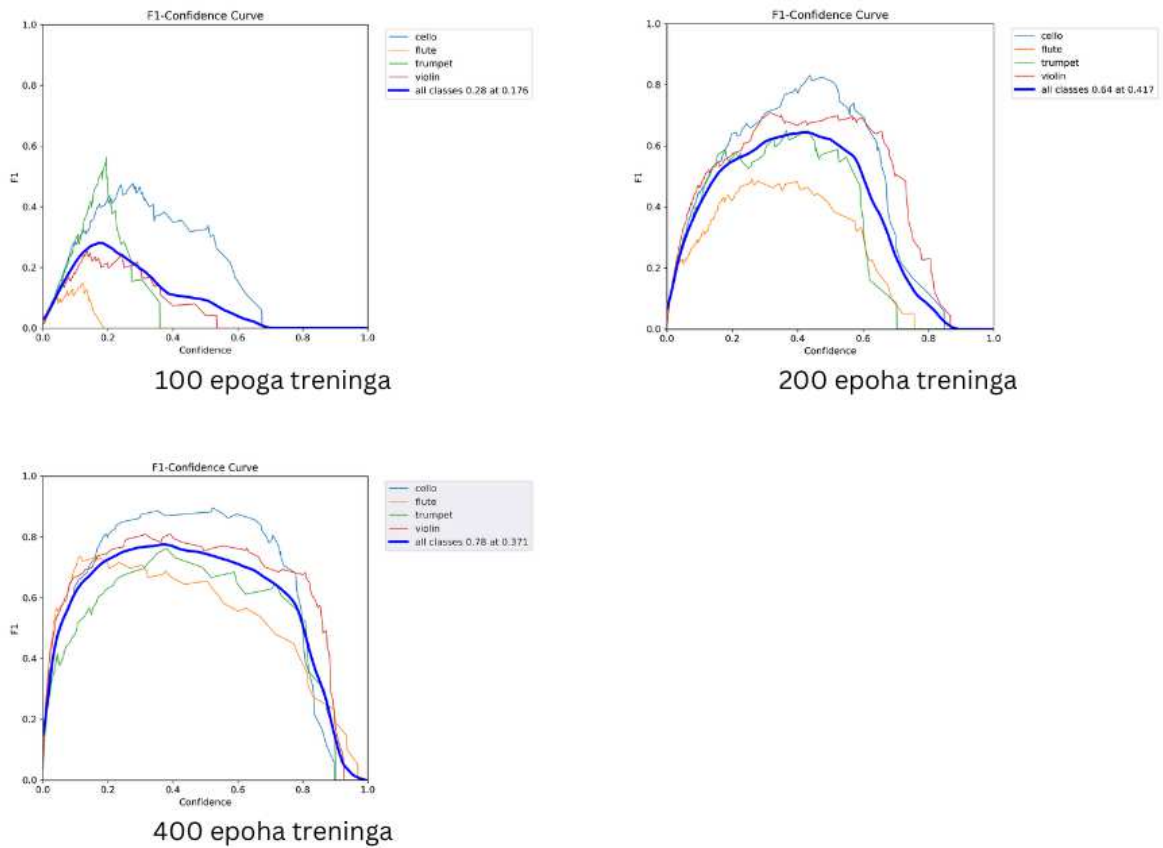 F1-Confidence Curve
1.0
0.8
0.6
0.4
0.2
0.0
F1
0.0 0.2 0.4 0.6 0.8 1.0
Confidence
cello
flute
trumpet
violin
all classes 0.28 at 0.176
100 epoga treninga
F1-Confidence Curve
1.0
0.8
0.6
0.4
0.2
0.0
F1
0.0 0.2 0.4 0.6 0.8 1.0
Confidence
cello
flute
trumpet
violin
all classes 0.64 at 0.417
200 epoha treninga
F1-Confidence Curve
1.0
0.8
0.6
0.4
0.2
0.0
F1
0.0 0.2 0.4 0.6 0.8 1.0
Confidence
cello
flute
trumpet
violin
all classes 0.78 at 0.371
400 epoha treninga